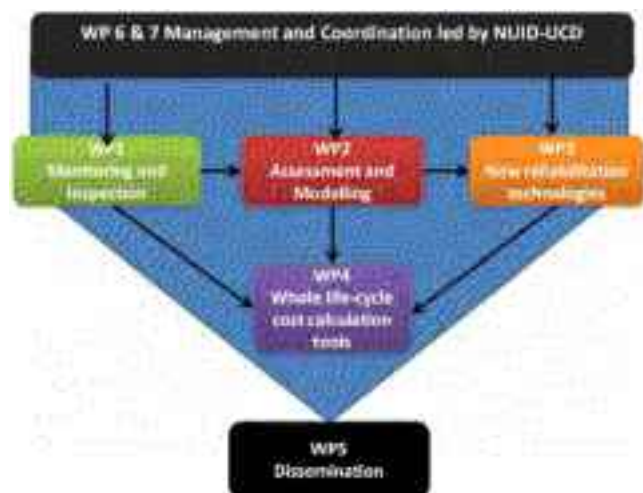 WP 6 & 7 Management and Coordination led by NUID-UCD
WP1
Monitoring and
Inspection
WP2
Assessment and
Modelling
WP3
New rehabilitation
technologies
WP4
Whole life-cycle
cost calculation
tools
WP5
Dissemination